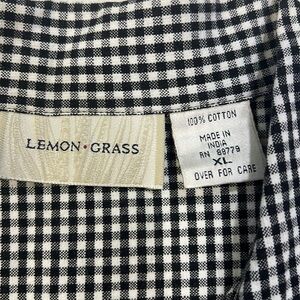 LEMON • GRASS
100% COTTON
MADE IN
INDIA
RN 89779
XL
OVER FOR CARE